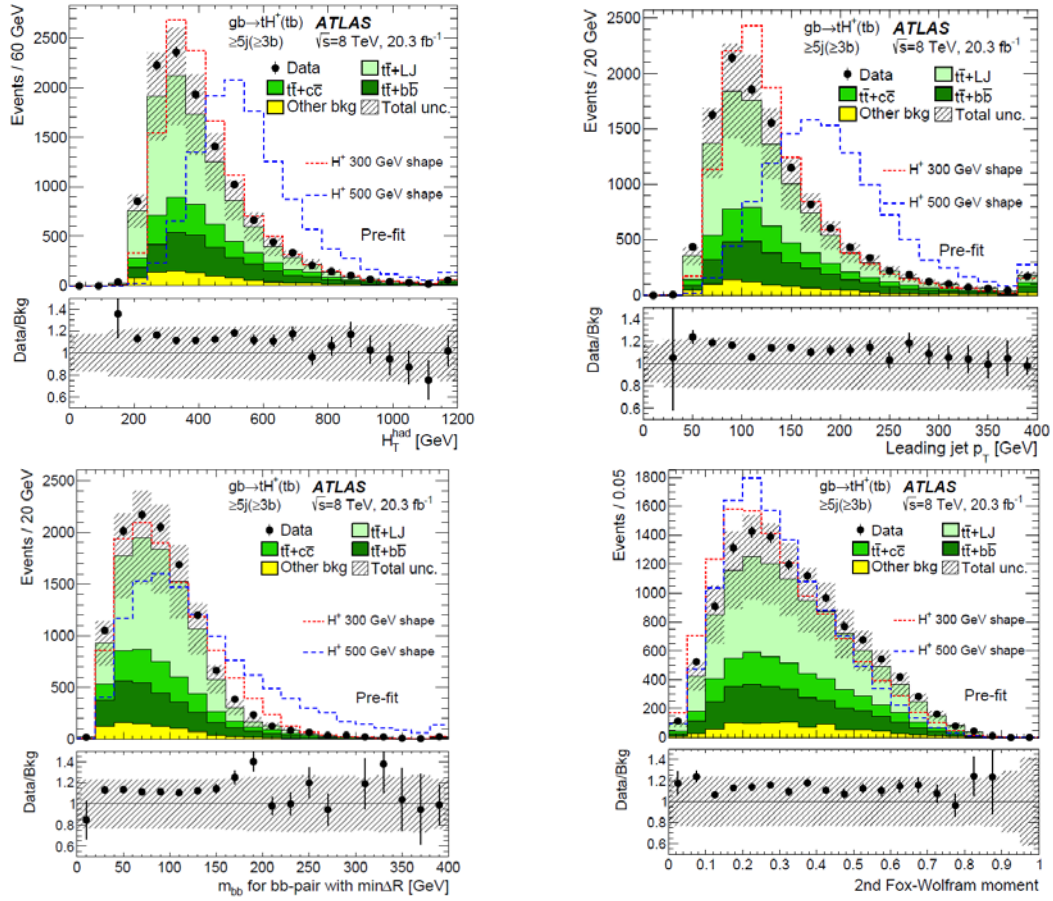 gb→tH⁺(tb) ATLAS
≥5j(≥3b) √s=8 TeV, 20.3 fb⁻¹
Data tt̄+LJ
tt̄+cc̄ tt̄+bb̄
Other bkg Total unc.
H⁺ 300 GeV shape
H⁺ 500 GeV shape
Pre-fit
Events / 60 GeV
2500
2000
1500
1000
500
0
Data/Bkg
1.4
1.2
1
0.8
0.6
0 200 400 600 800 1000 1200
H_T^had [GeV]
gb→tH⁺(tb) ATLAS
≥5j(≥3b) √s=8 TeV, 20.3 fb⁻¹
Data tt̄+LJ
tt̄+cc̄ tt̄+bb̄
Other bkg Total unc.
H⁺ 300 GeV shape
H⁺ 500 GeV shape
Pre-fit
Events / 20 GeV
2500
2000
1500
1000
500
0
Data/Bkg
1.4
1.2
1
0.8
0.6
0 50 100 150 200 250 300 350 400
Leading jet p_T [GeV]
gb→tH⁺(tb) ATLAS
≥5j(≥3b) √s=8 TeV, 20.3 fb⁻¹
Data tt̄+LJ
tt̄+cc̄ tt̄+bb̄
Other bkg Total unc.
H⁺ 300 GeV shape
H⁺ 500 GeV shape
Pre-fit
Events / 20 GeV
2500
2000
1500
1000
500
0
Data/Bkg
1.4
1.2
1
0.8
0.6
0 50 100 150 200 250 300 350 400
m_bb for bb-pair with minΔR [GeV]
gb→tH⁺(tb) ATLAS
≥5j(≥3b) √s=8 TeV, 20.3 fb⁻¹
Data tt̄+LJ
tt̄+cc̄ tt̄+bb̄
Other bkg Total unc.
H⁺ 300 GeV shape
H⁺ 500 GeV shape
Pre-fit
Events / 0.05
1800
1600
1400
1200
1000
800
600
400
200
0
Data/Bkg
1.4
1.2
1
0.8
0.6
0 0.1 0.2 0.3 0.4 0.5 0.6 0.7 0.8 0.9 1
2nd Fox-Wolfram moment